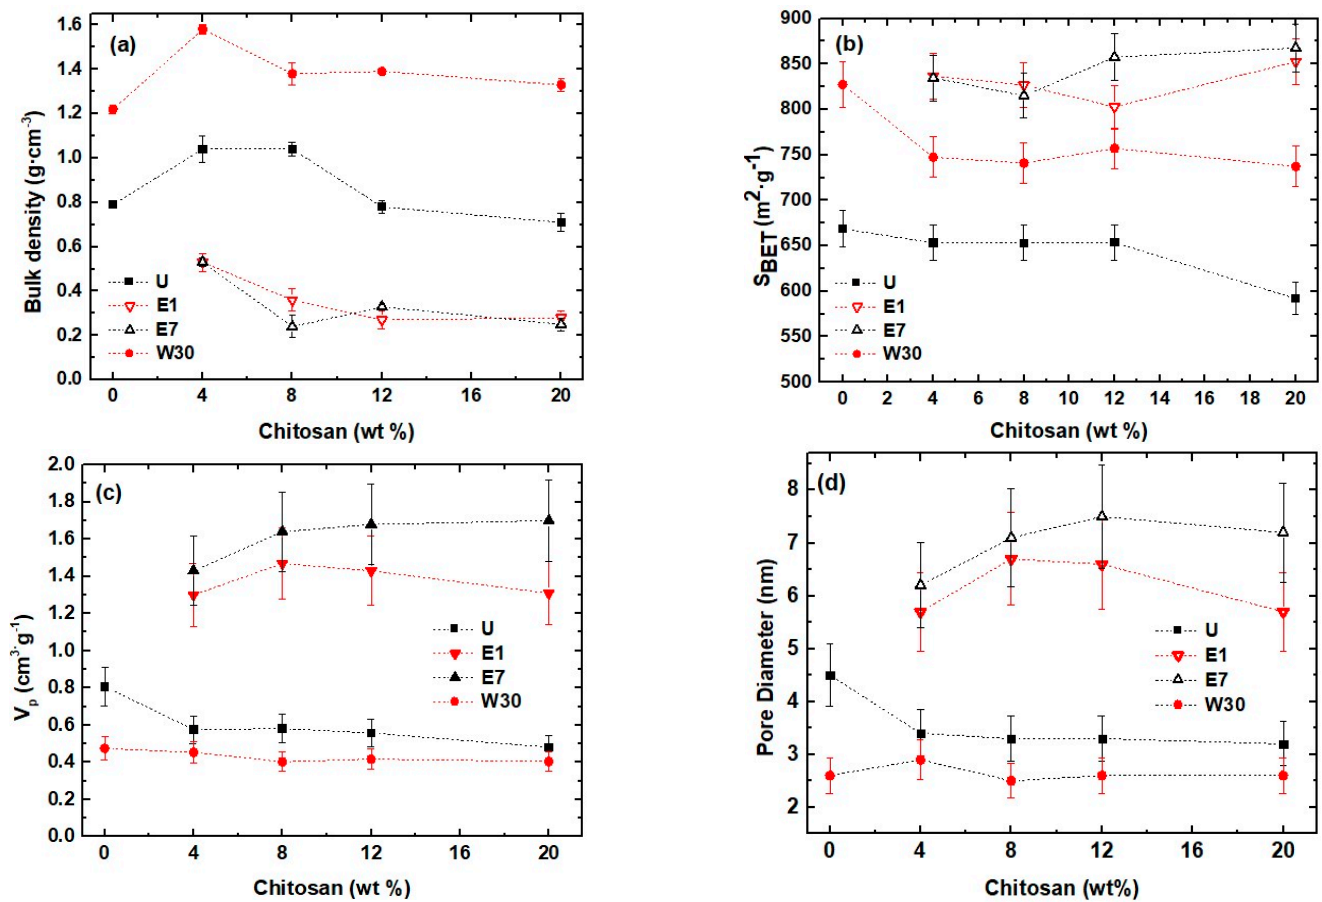 (a)
Bulk density (g·cm-3)
1.6
1.4
1.2
1.0
0.8
0.6
0.4
0.2
0.0
U
E1
E7
W30
0 4 8 12 16 20
Chitosan (wt %)
(b)
SBET (m2·g-1)
900
850
800
750
700
650
600
550
500
U
E1
E7
W30
0 2 4 6 8 10 12 14 16 18 20
Chitosan (wt %)
(c)
Vp (cm3·g-1)
2.0
1.8
1.6
1.4
1.2
1.0
0.8
0.6
0.4
0.2
0.0
U
E1
E7
W30
0 4 8 12 16 20
Chitosan (wt %)
(d)
Pore Diameter (nm)
8
7
6
5
4
3
2
U
E1
E7
W30
0 4 8 12 16 20
Chitosan (wt%)